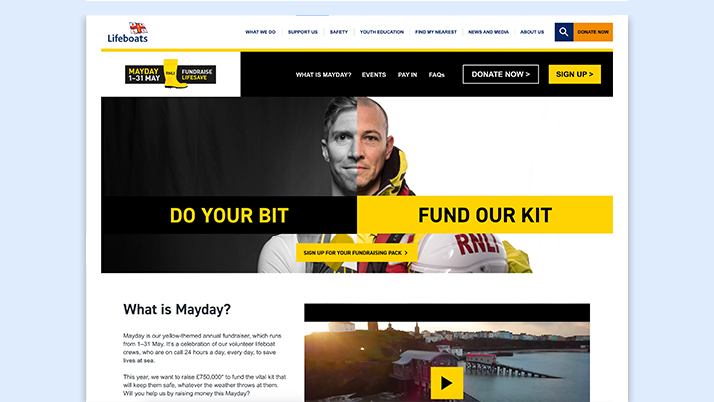 Lifeboats
WHAT WE DO SUPPORT US SAFETY YOUTH EDUCATION FIND MY NEAREST NEWS AND MEDIA ABOUT US DONATE NOW
MAYDAY
1–31 MAY
RNLI
FUNDRAISE
LIFESAVE
WHAT IS MAYDAY? EVENTS PAY IN FAQs DONATE NOW > SIGN UP >
DO YOUR BIT FUND OUR KIT
RNLI
SIGN UP FOR YOUR FUNDRAISING PACK >
What is Mayday?
Mayday is our yellow-themed annual fundraiser, which runs
from 1–31 May. It's a celebration of our volunteer lifeboat
crews, who are on call 24 hours a day, every day, to save
lives at sea.
This year, we want to raise £750,000* to fund the vital kit that
will keep them safe, whatever the weather throws at them.
Will you help us by raising money this Mayday?